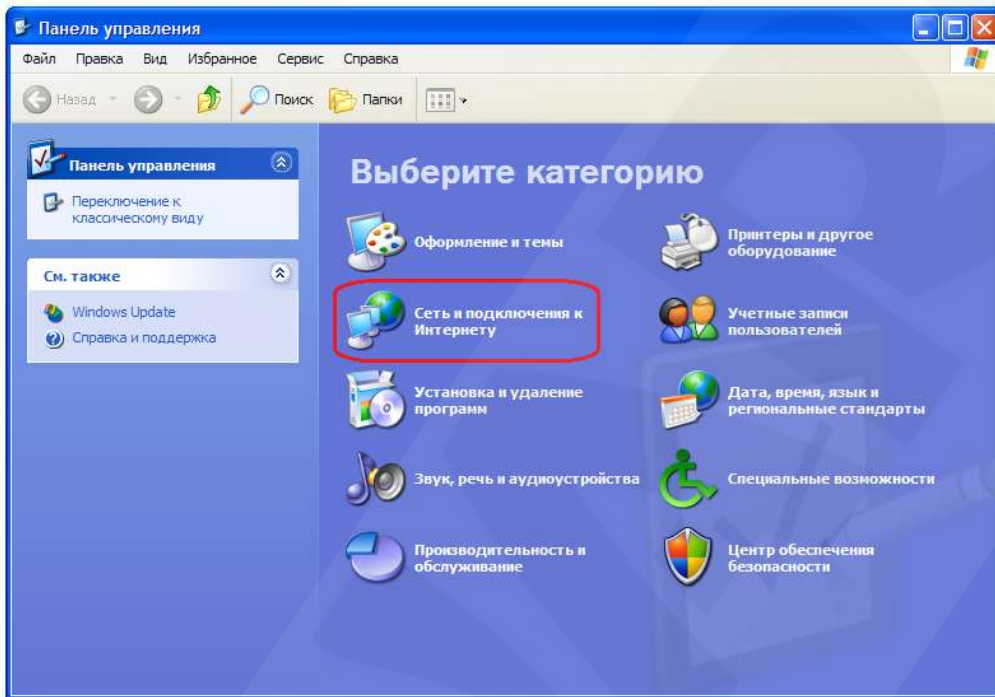 Панель управления
Файл Правка Вид Избранное Сервис Справка
Назад Поиск Папки
Панель управления
Переключение к
классическому виду
См. также
Windows Update
Справка и поддержка
Выберите категорию
Оформление и темы
Принтеры и другое
оборудование
Сеть и подключения к
Интернету
Учетные записи
пользователей
Установка и удаление
программ
Дата, время, язык и
региональные стандарты
Звук, речь и аудиоустройства
Специальные возможности
Производительность и
обслуживание
Центр обеспечения
безопасности